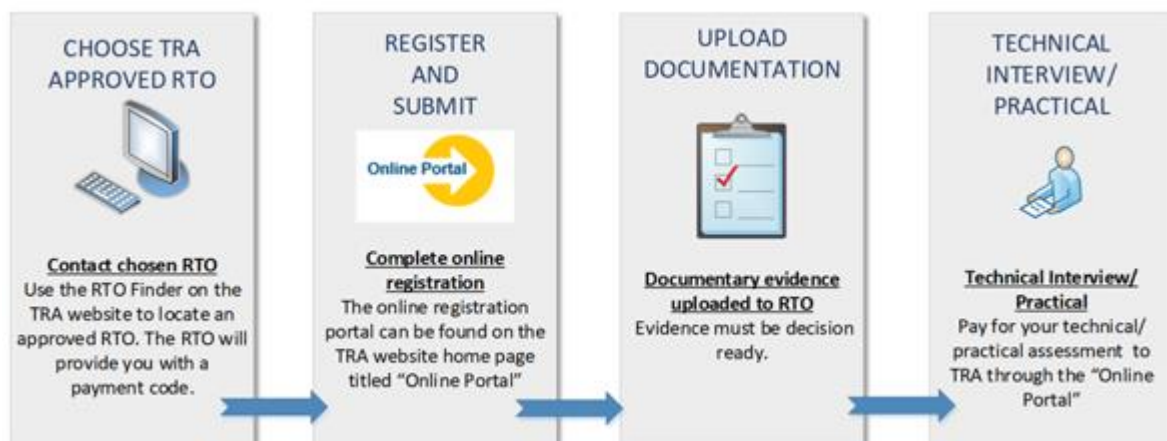 CHOOSE TRA
APPROVED RTO
Contact chosen RTO
Use the RTO Finder on the
TRA website to locate an
approved RTO. The RTO will
provide you with a
payment code.
REGISTER
AND
SUBMIT
Online Portal
Complete online
registration
The online registration
portal can be found on the
TRA website home page
titled “Online Portal”
UPLOAD
DOCUMENTATION
Documentary evidence
uploaded to RTO
Evidence must be decision
ready.
TECHNICAL
INTERVIEW/
PRACTICAL
Technical Interview/
Practical
Pay for your technical/
practical assessment to
TRA through the “Online
Portal”